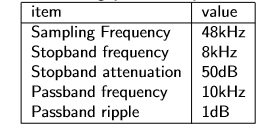 item value
Sampling Frequency 48kHz
Stopband frequency 8kHz
Stopband attenuation 50dB
Passband frequency 10kHz
Passband ripple 1dB